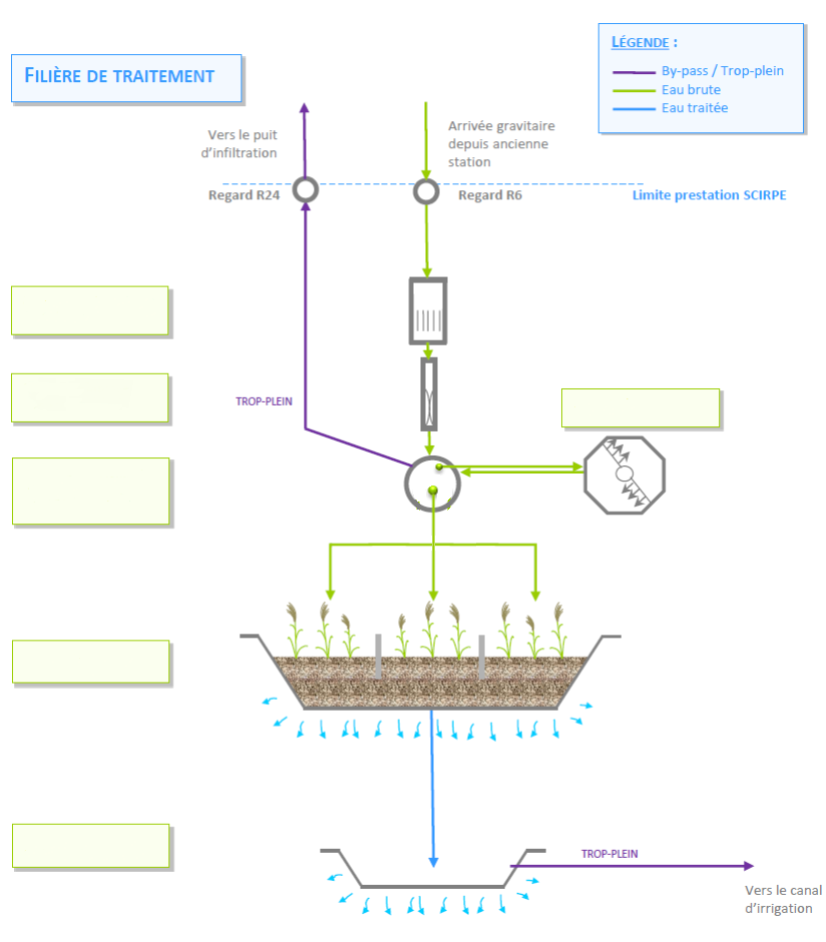 LÉGENDE :
By-pass / Trop-plein
Eau brute
Eau traitée
FILIÈRE DE TRAITEMENT
Vers le puit
d'infiltration
Arrivée gravitaire
depuis ancienne
station
Regard R24
Regard R6
Limite prestation SCIRPE
TROP-PLEIN
TROP-PLEIN
Vers le canal
d'irrigation